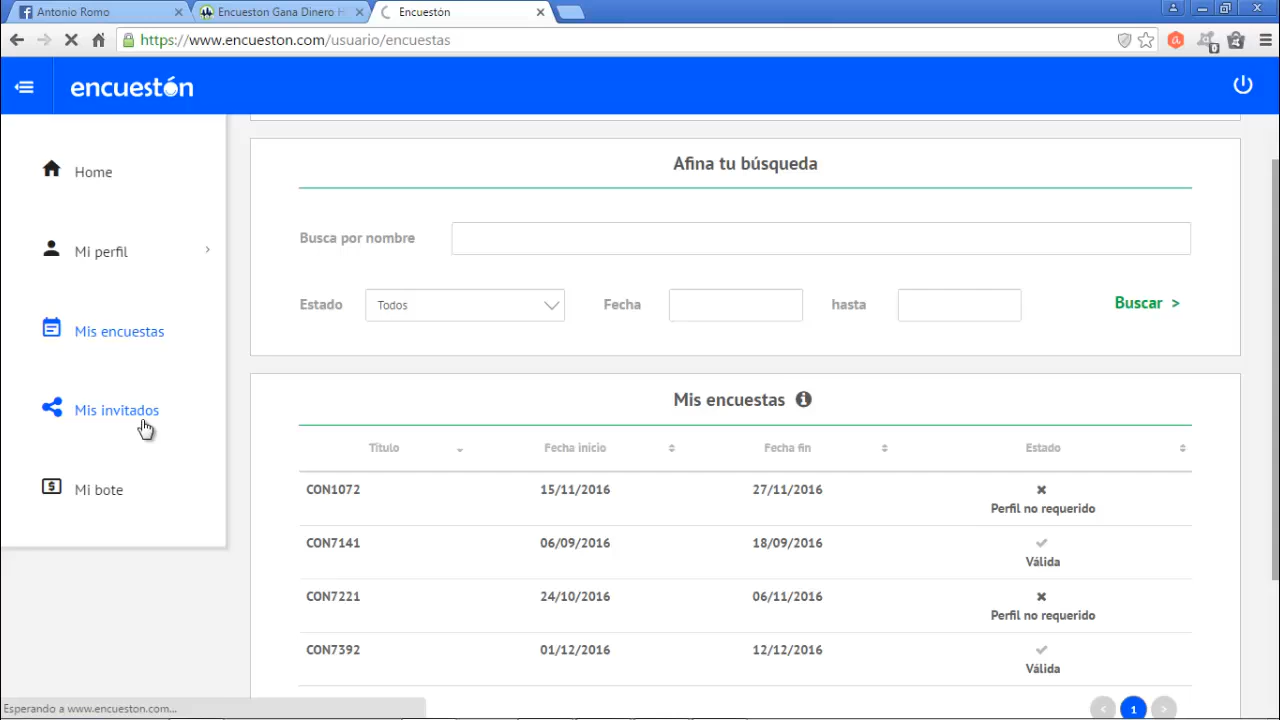 Antonio Romo
Encueston Gana Dinero H
Encuestón
https://www.encueston.com/usuario/encuestas
encuestón
Home
Mi perfil
Mis encuestas
Mis invitados
Mi bote
Afina tu búsqueda
Busca por nombre
Estado Todos Fecha hasta Buscar >
Mis encuestas
Título Fecha inicio Fecha fin Estado
CON1072 15/11/2016 27/11/2016
Perfil no requerido
CON7141 06/09/2016 18/09/2016
Válida
CON7221 24/10/2016 06/11/2016
Perfil no requerido
CON7392 01/12/2016 12/12/2016
Válida
< 1 >
Esperando a www.encueston.com...